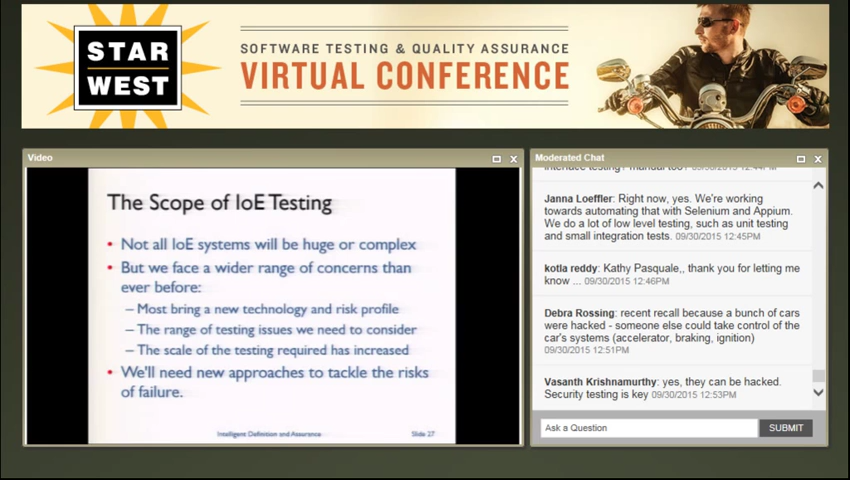 STAR
WEST
SOFTWARE TESTING & QUALITY ASSURANCE
VIRTUAL CONFERENCE
Video
The Scope of IoE Testing
• Not all IoE systems will be huge or complex
• But we face a wider range of concerns than
ever before:
– Most bring a new technology and risk profile
– The range of testing issues we need to consider
– The scale of the testing required has increased
• We'll need new approaches to tackle the risks
of failure.
Intelligent Definition and Assurance
Slide 27
Moderated Chat
interface testing? manual too?
Janna Loeffler: Right now, yes. We're working
towards automating that with Selenium and Appium.
We do a lot of low level testing, such as unit testing
and small integration tests. 09/30/2015 12:45PM
kotla reddy: Kathy Pasquale,, thank you for letting me
know ... 09/30/2015 12:46PM
Debra Rossing: recent recall because a bunch of cars
were hacked - someone else could take control of the
car's systems (accelerator, braking, ignition)
09/30/2015 12:51PM
Vasanth Krishnamurthy: yes, they can be hacked.
Security testing is key 09/30/2015 12:53PM
Ask a Question
SUBMIT